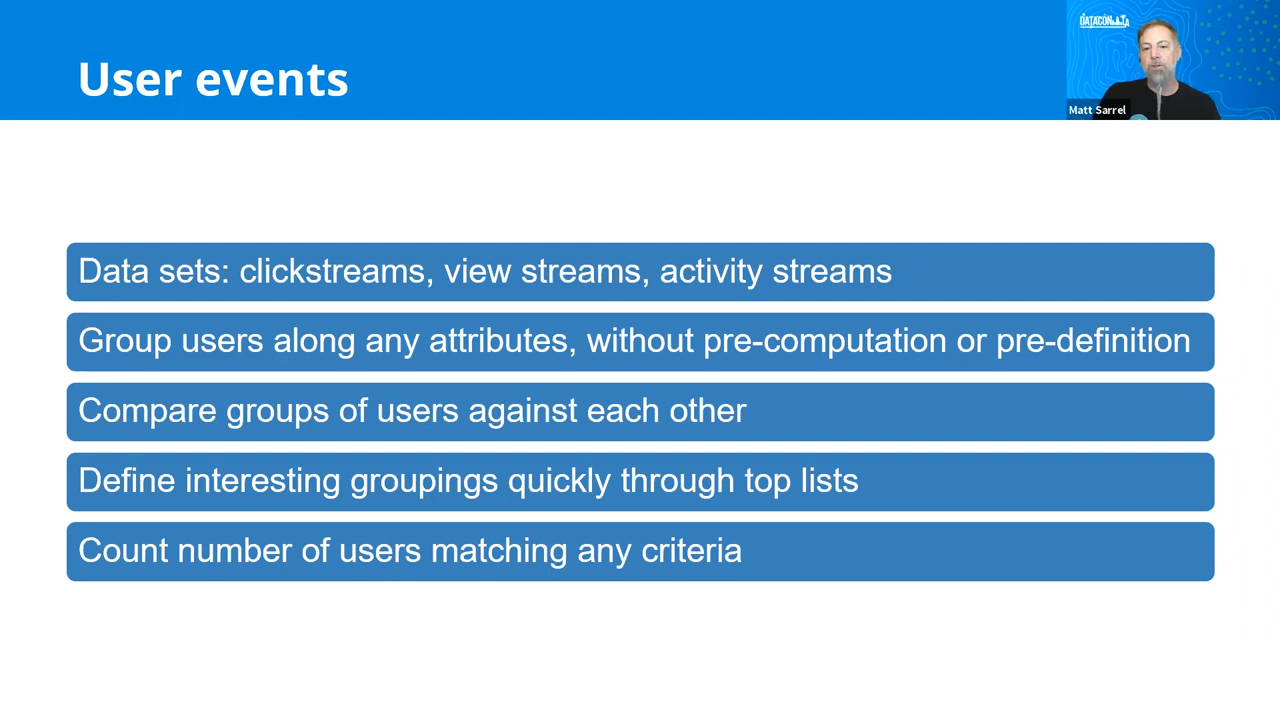 User events
DATACON.LA
Matt Sarrel
Data sets: clickstreams, view streams, activity streams
Group users along any attributes, without pre-computation or pre-definition
Compare groups of users against each other
Define interesting groupings quickly through top lists
Count number of users matching any criteria